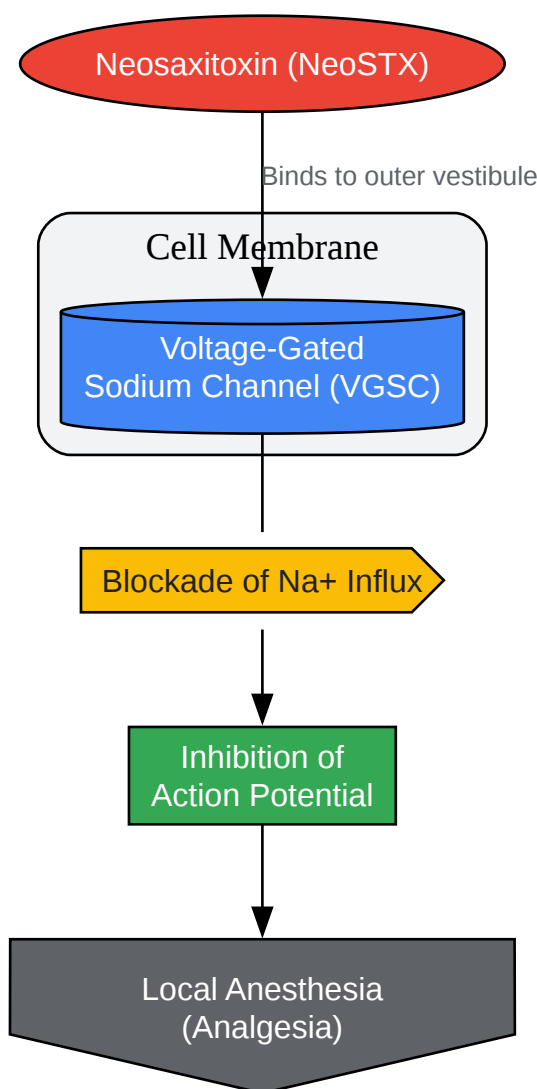 Neosaxitoxin (NeoSTX)
Binds to outer vestibule
Cell Membrane
Voltage-Gated
Sodium Channel (VGSC)
Blockade of Na+ Influx
Inhibition of
Action Potential
Local Anesthesia
(Analgesia)